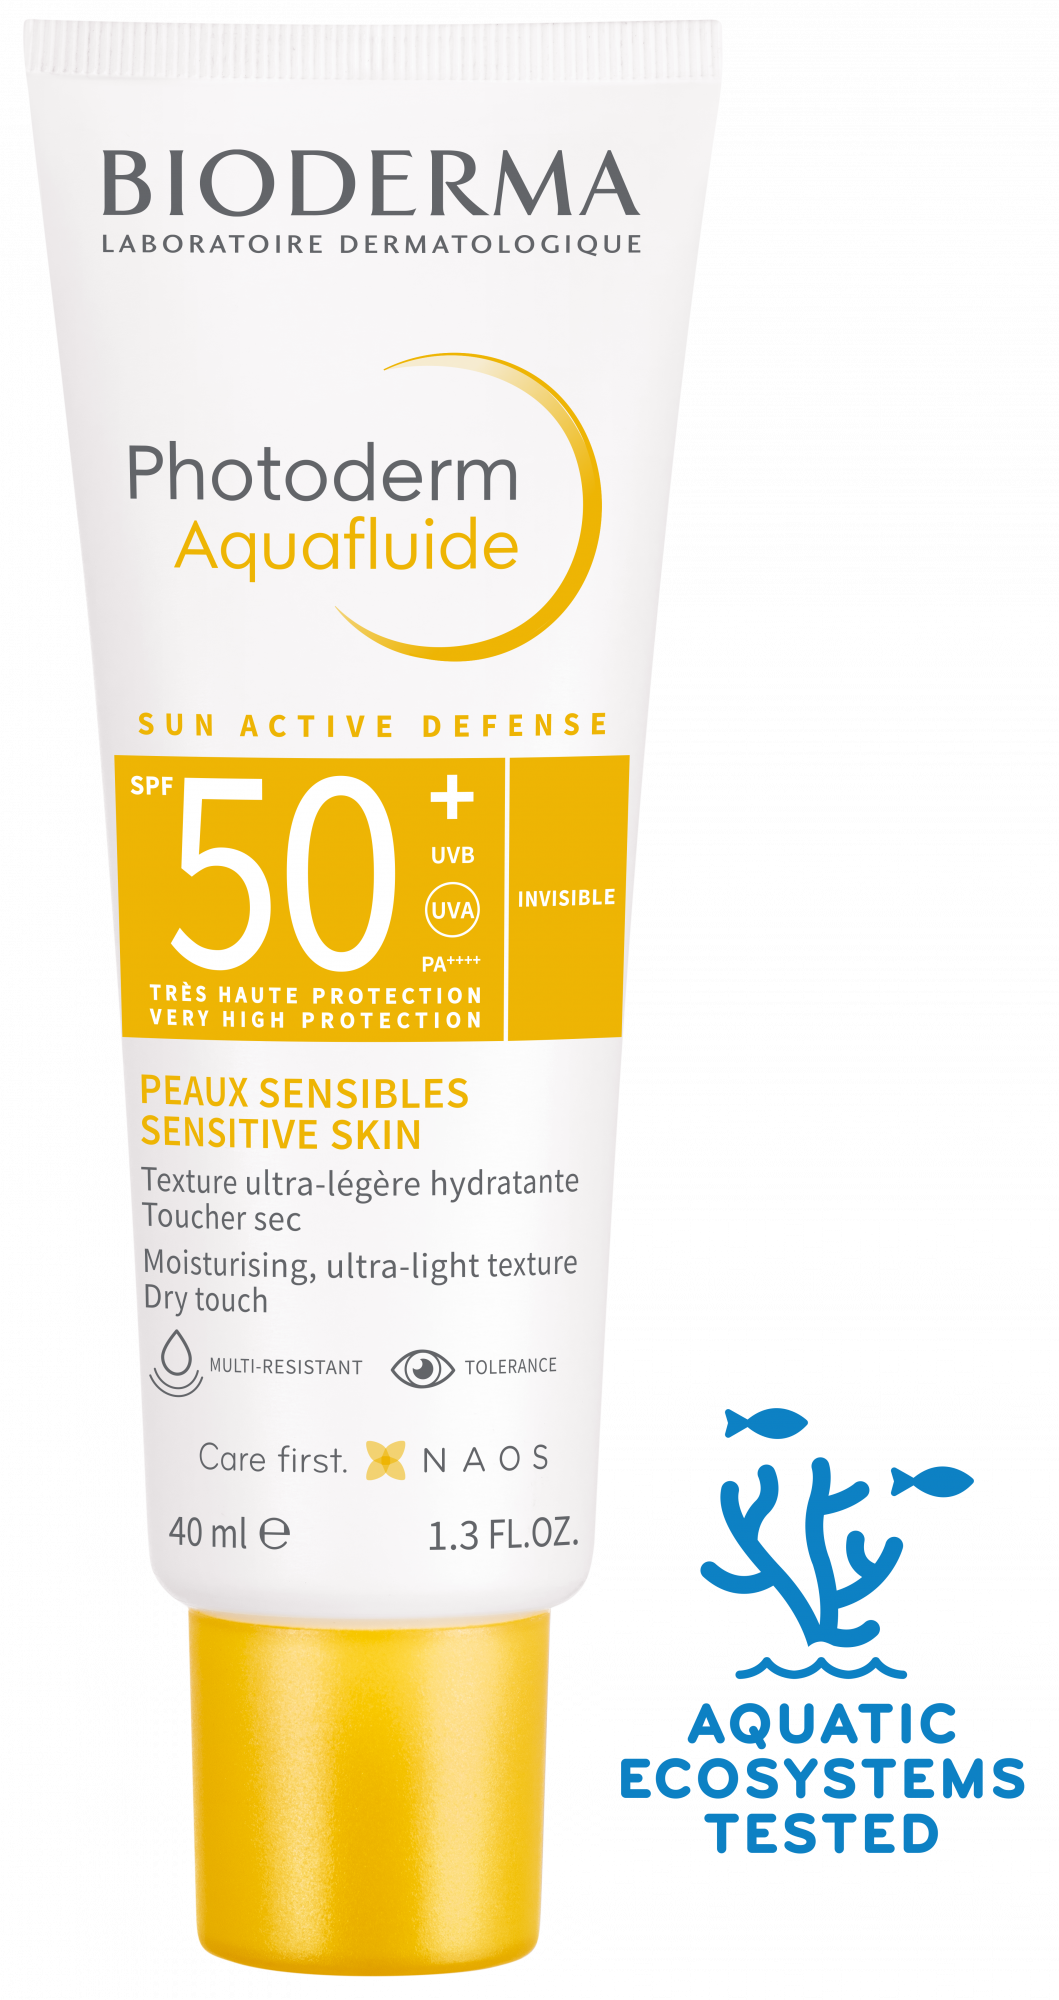 BIODERMA
LABORATOIRE DERMATOLOGIQUE
Photoderm
Aquafluide
SUN ACTIVE DEFENSE
SPF 50+
UVB
UVA
PA++++
INVISIBLE
TRÈS HAUTE PROTECTION
VERY HIGH PROTECTION
PEAUX SENSIBLES
SENSITIVE SKIN
Texture ultra-légère hydratante
Toucher sec
Moisturising, ultra-light texture
Dry touch
MULTI-RESISTANT TOLERANCE
Care first. NAOS
40 ml ℮ 1.3 FL.OZ.
AQUATIC
ECOSYSTEMS
TESTED